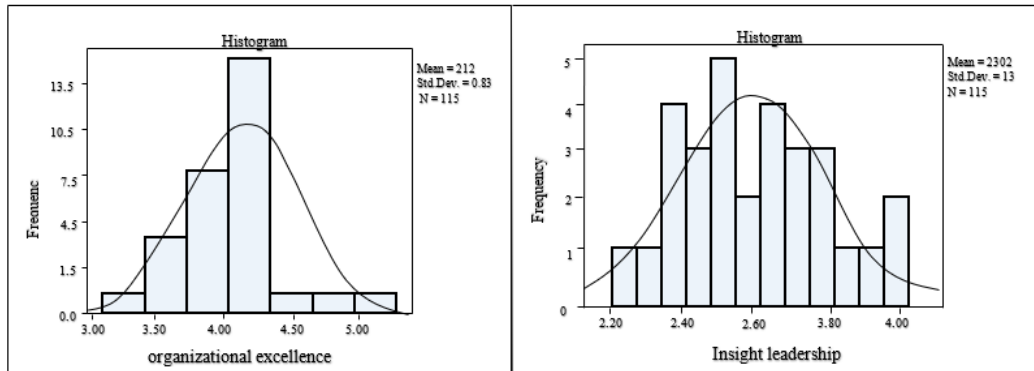 Histogram
Mean = 212
Std.Dev. = 0.83
N = 115
Frequenc
13.5
10.5
7.5
4.5
1.5
0.0
3.00 3.50 4.00 4.50 5.00
organizational excellence
Histogram
Mean = 2302
Std.Dev. = 13
N = 115
Frequency
5
4
3
2
1
0
2.20 2.40 2.60 3.80 4.00
Insight leadership